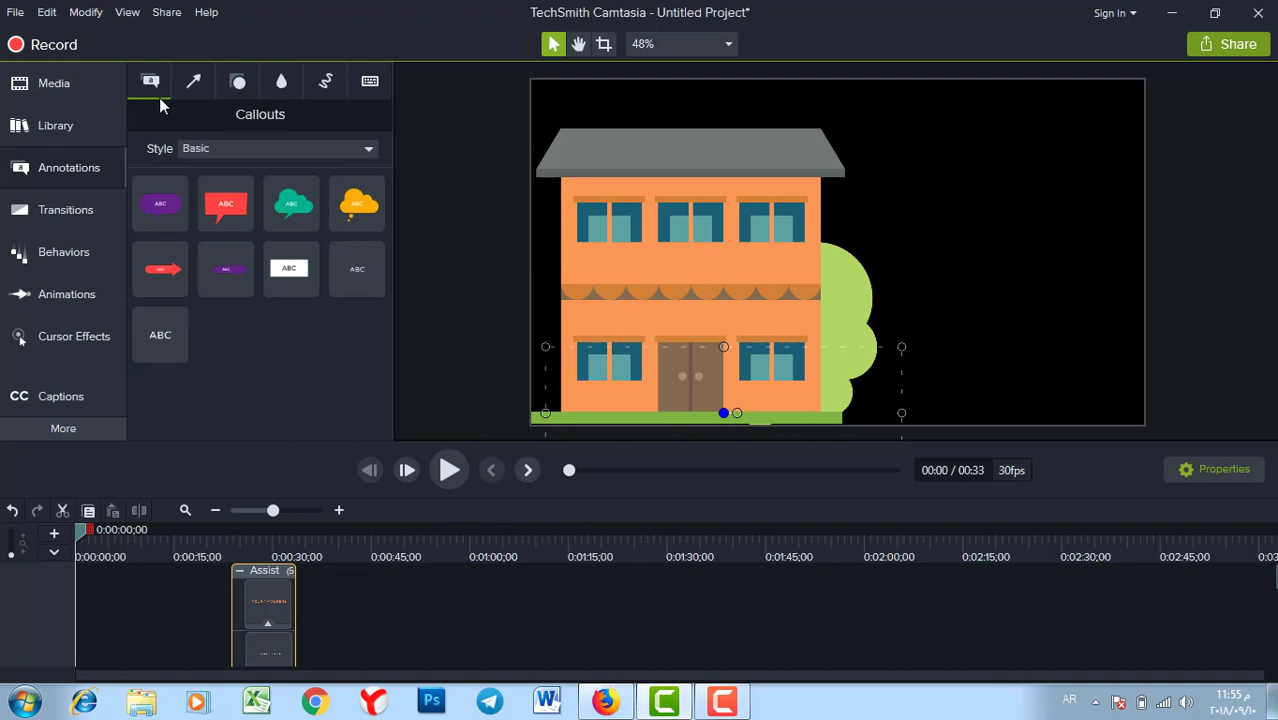 File Edit Modify View Share Help
TechSmith Camtasia - Untitled Project*
Sign In
Record
48%
Share
Media
Library
Annotations
Transitions
Behaviors
Animations
Cursor Effects
CC Captions
More
a
Callouts
Style Basic
ABC ABC ABC ABC
ABC ABC ABC
ABC
00:00 / 00:33 30fps
Properties
0:00:00;00
0:00:00;00 0:00:15;00 0:00:30;00 0:00:45;00 0:01:00;00 0:01:15;00 0:01:30;00 0:01:45;00 0:02:00;00 0:02:15;00 0:02:30;00 0:02:45;00
Assist
AR
11:55 م
٢٠١٨/٠٩/١٠
Ps
W